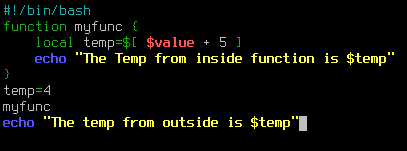 #!/bin/bash
function myfunc {
    local temp=$[ $value + 5 ]
    echo "The Temp from inside function is $temp"
}
temp=4
myfunc
echo "The temp from outside is $temp"